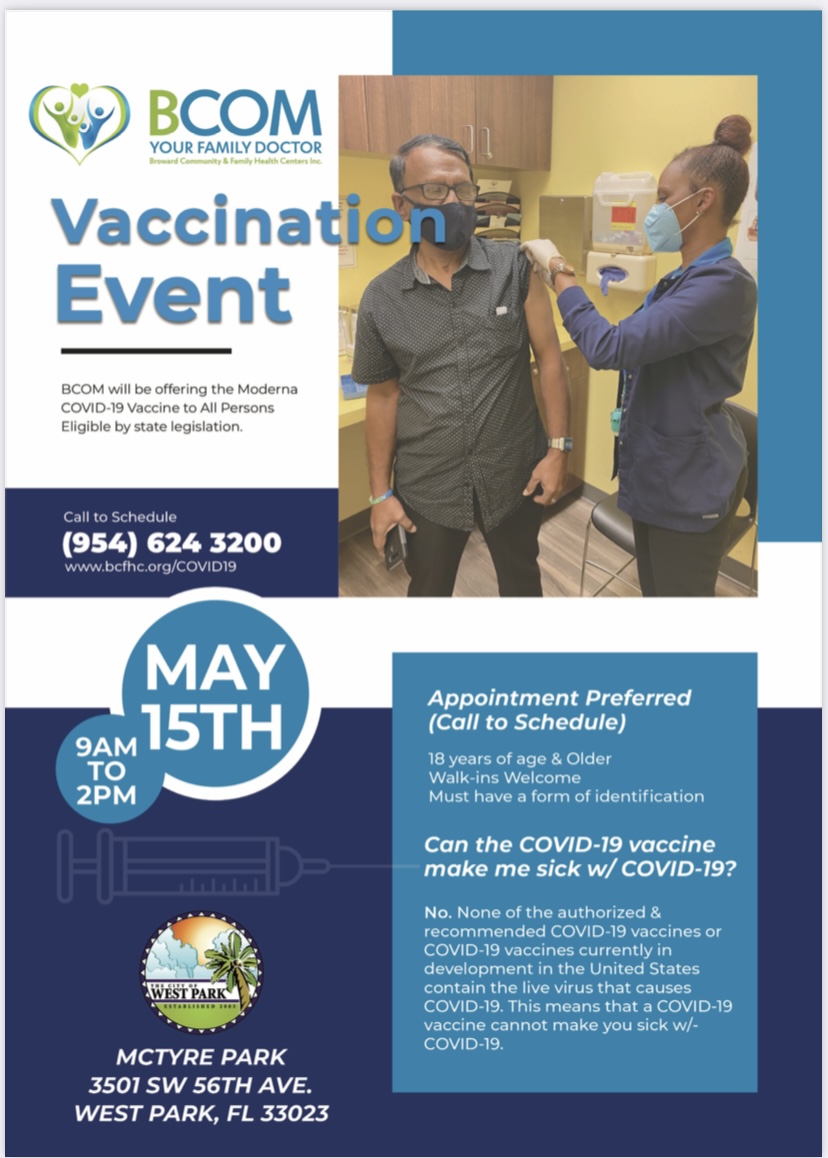 BCOM
YOUR FAMILY DOCTOR
Broward Community & Family Health Centers Inc.
Vaccination
Event
BCOM will be offering the Moderna
COVID-19 Vaccine to All Persons
Eligible by state legislation.
Call to Schedule
(954) 624 3200
www.bcfhc.org/COVID19
MAY
15TH
9AM
TO
2PM
Appointment Preferred
(Call to Schedule)
18 years of age & Older
Walk-ins Welcome
Must have a form of identification
Can the COVID-19 vaccine
make me sick w/ COVID-19?
No. None of the authorized &
recommended COVID-19 vaccines or
COVID-19 vaccines currently in
development in the United States
contain the live virus that causes
COVID-19. This means that a COVID-19
vaccine cannot make you sick w/-
COVID-19.
THE CITY OF
WEST PARK
ESTABLISHED 2005
MCTYRE PARK
3501 SW 56TH AVE.
WEST PARK, FL 33023